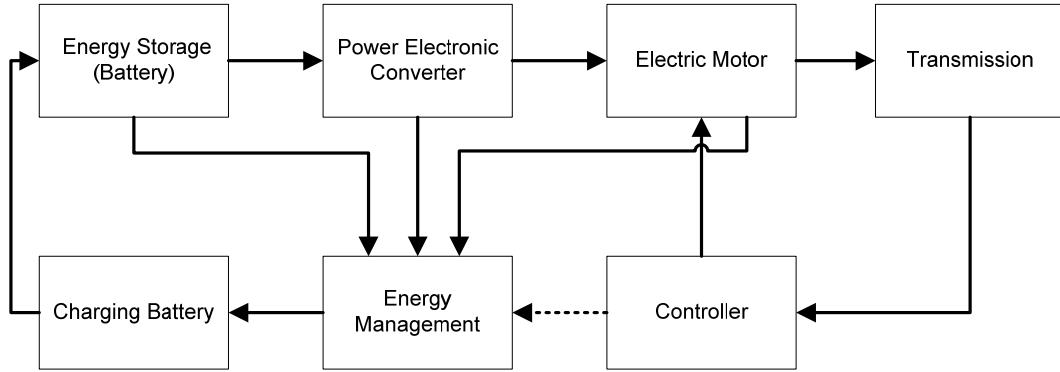 Energy Storage
(Battery)
Power Electronic
Converter
Electric Motor
Transmission
Charging Battery
Energy
Management
Controller